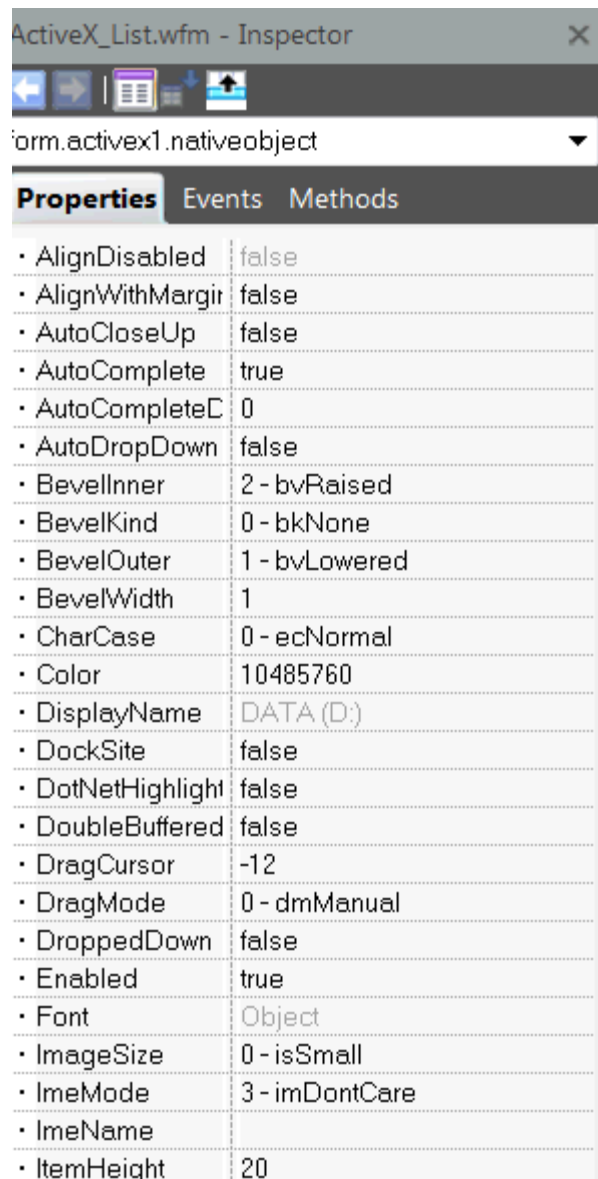 ActiveX_List.wfm - Inspector
form.activex1.nativeobject
Properties Events Methods
AlignDisabled false
AlignWithMargin false
AutoCloseUp false
AutoComplete true
AutoCompleteD 0
AutoDropDown false
BevelInner 2 - bvRaised
BevelKind 0 - bkNone
BevelOuter 1 - bvLowered
BevelWidth 1
CharCase 0 - ecNormal
Color 10485760
DisplayName DATA (D:)
DockSite false
DotNetHighlight false
DoubleBuffered false
DragCursor -12
DragMode 0 - dmManual
DroppedDown false
Enabled true
Font Object
ImageSize 0 - isSmall
ImeMode 3 - imDontCare
ImeName
ItemHeight 20